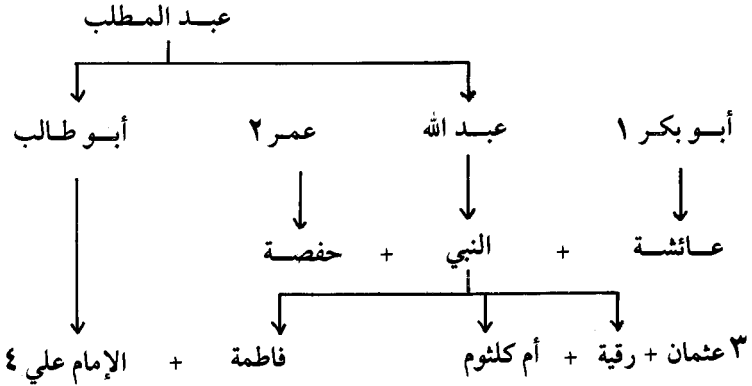 عبد المطلب
أبو بكر ١ عبد الله عمر ٢ أبو طالب
عائشة + النبي + حفصة
٣ عثمان + رقية + أم كلثوم فاطمة + الإمام علي ٤